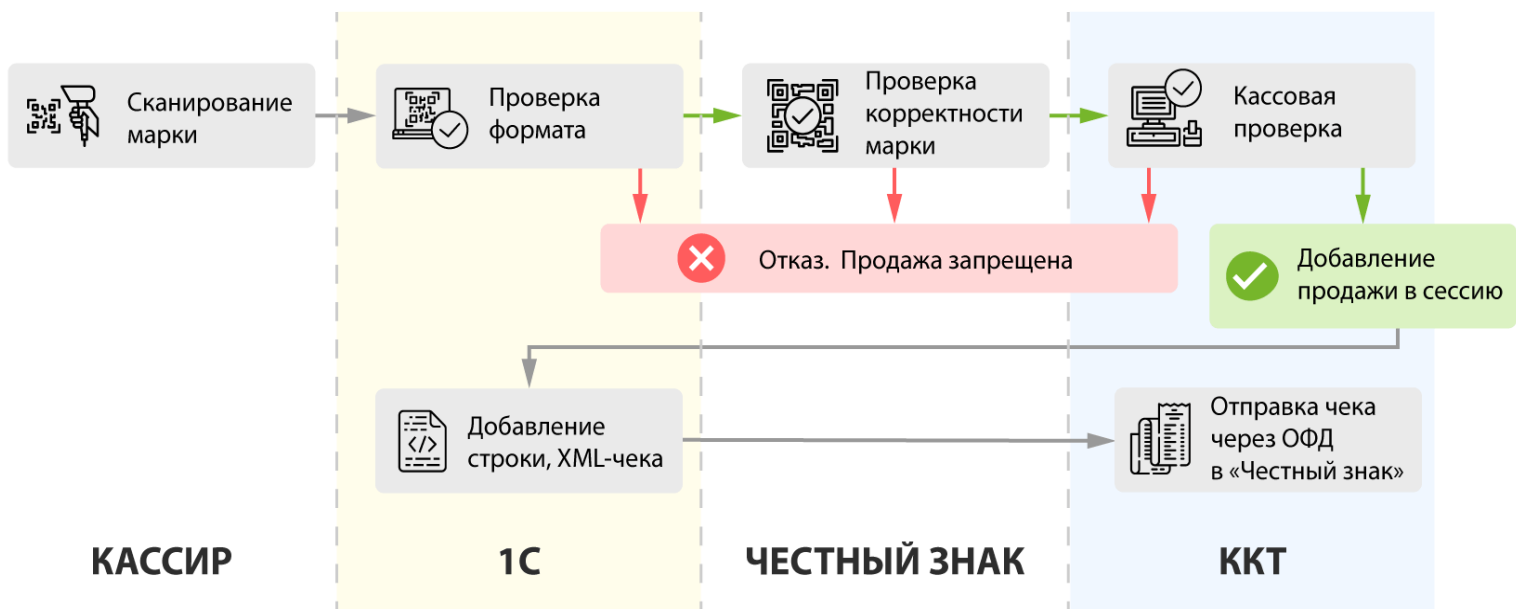 Сканирование
марки
Проверка
формата
Проверка
корректности
марки
Кассовая
проверка
Отказ. Продажа запрещена
Добавление
продажи в сессию
Добавление
строки, XML-чека
Отправка чека
через ОФД
в «Честный знак»
КАССИР
1С
ЧЕСТНЫЙ ЗНАК
ККТ